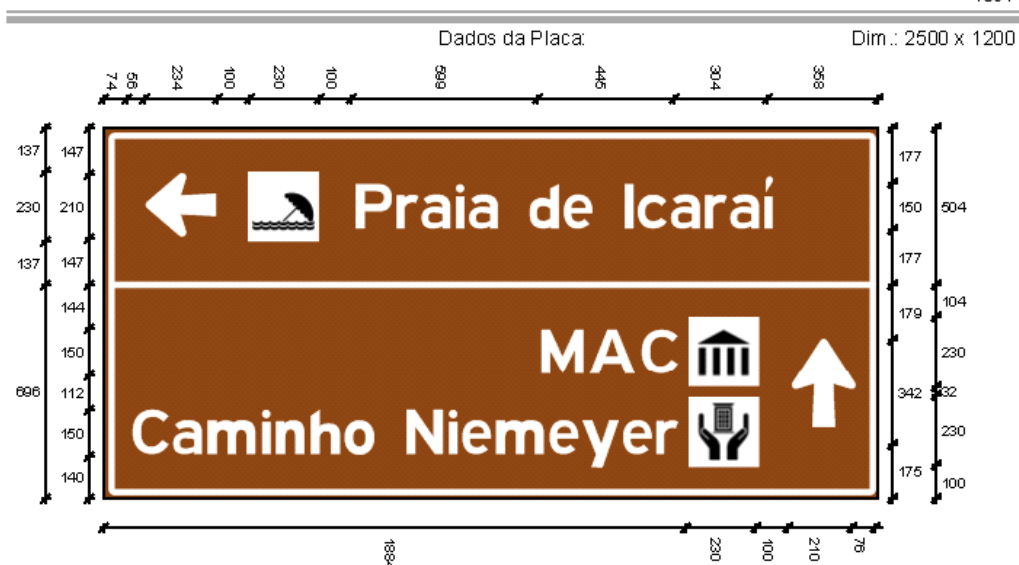 Dados da Placa:
Dim.: 2500 x 1200
74 56 234 100 230 100 599 445 304 358
137 147 177
230 210 150 504
137 147 177
Praia de Icaraí
144 179 104
150 230
MAC
696 112 342 32
150 230
Caminho Niemeyer
140 175 100
230 100 210 76